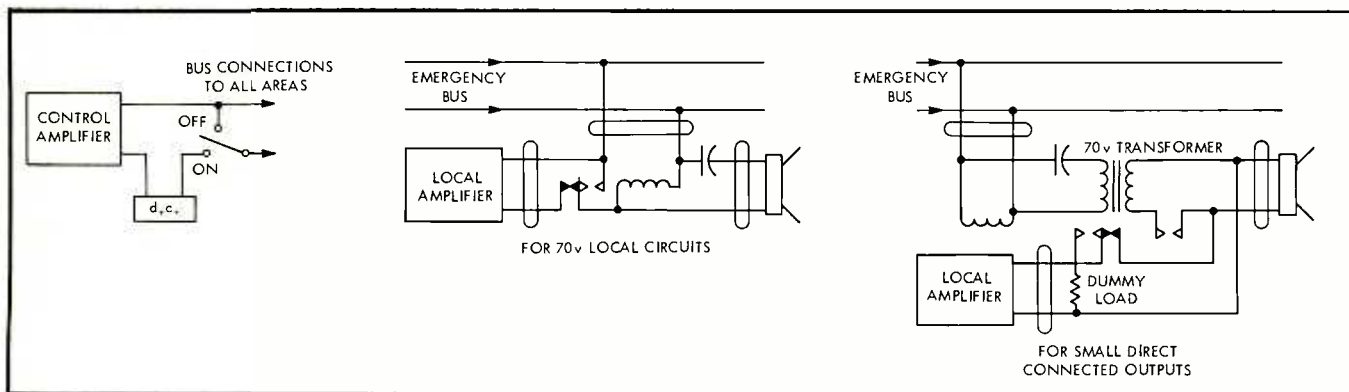 BUS CONNECTIONS
TO ALL AREAS
CONTROL
AMPLIFIER
OFF
ON
d.c.
EMERGENCY
BUS
LOCAL
AMPLIFIER
FOR 70v LOCAL CIRCUITS
EMERGENCY
BUS
70v TRANSFORMER
LOCAL
AMPLIFIER
DUMMY
LOAD
FOR SMALL DIRECT
CONNECTED OUTPUTS